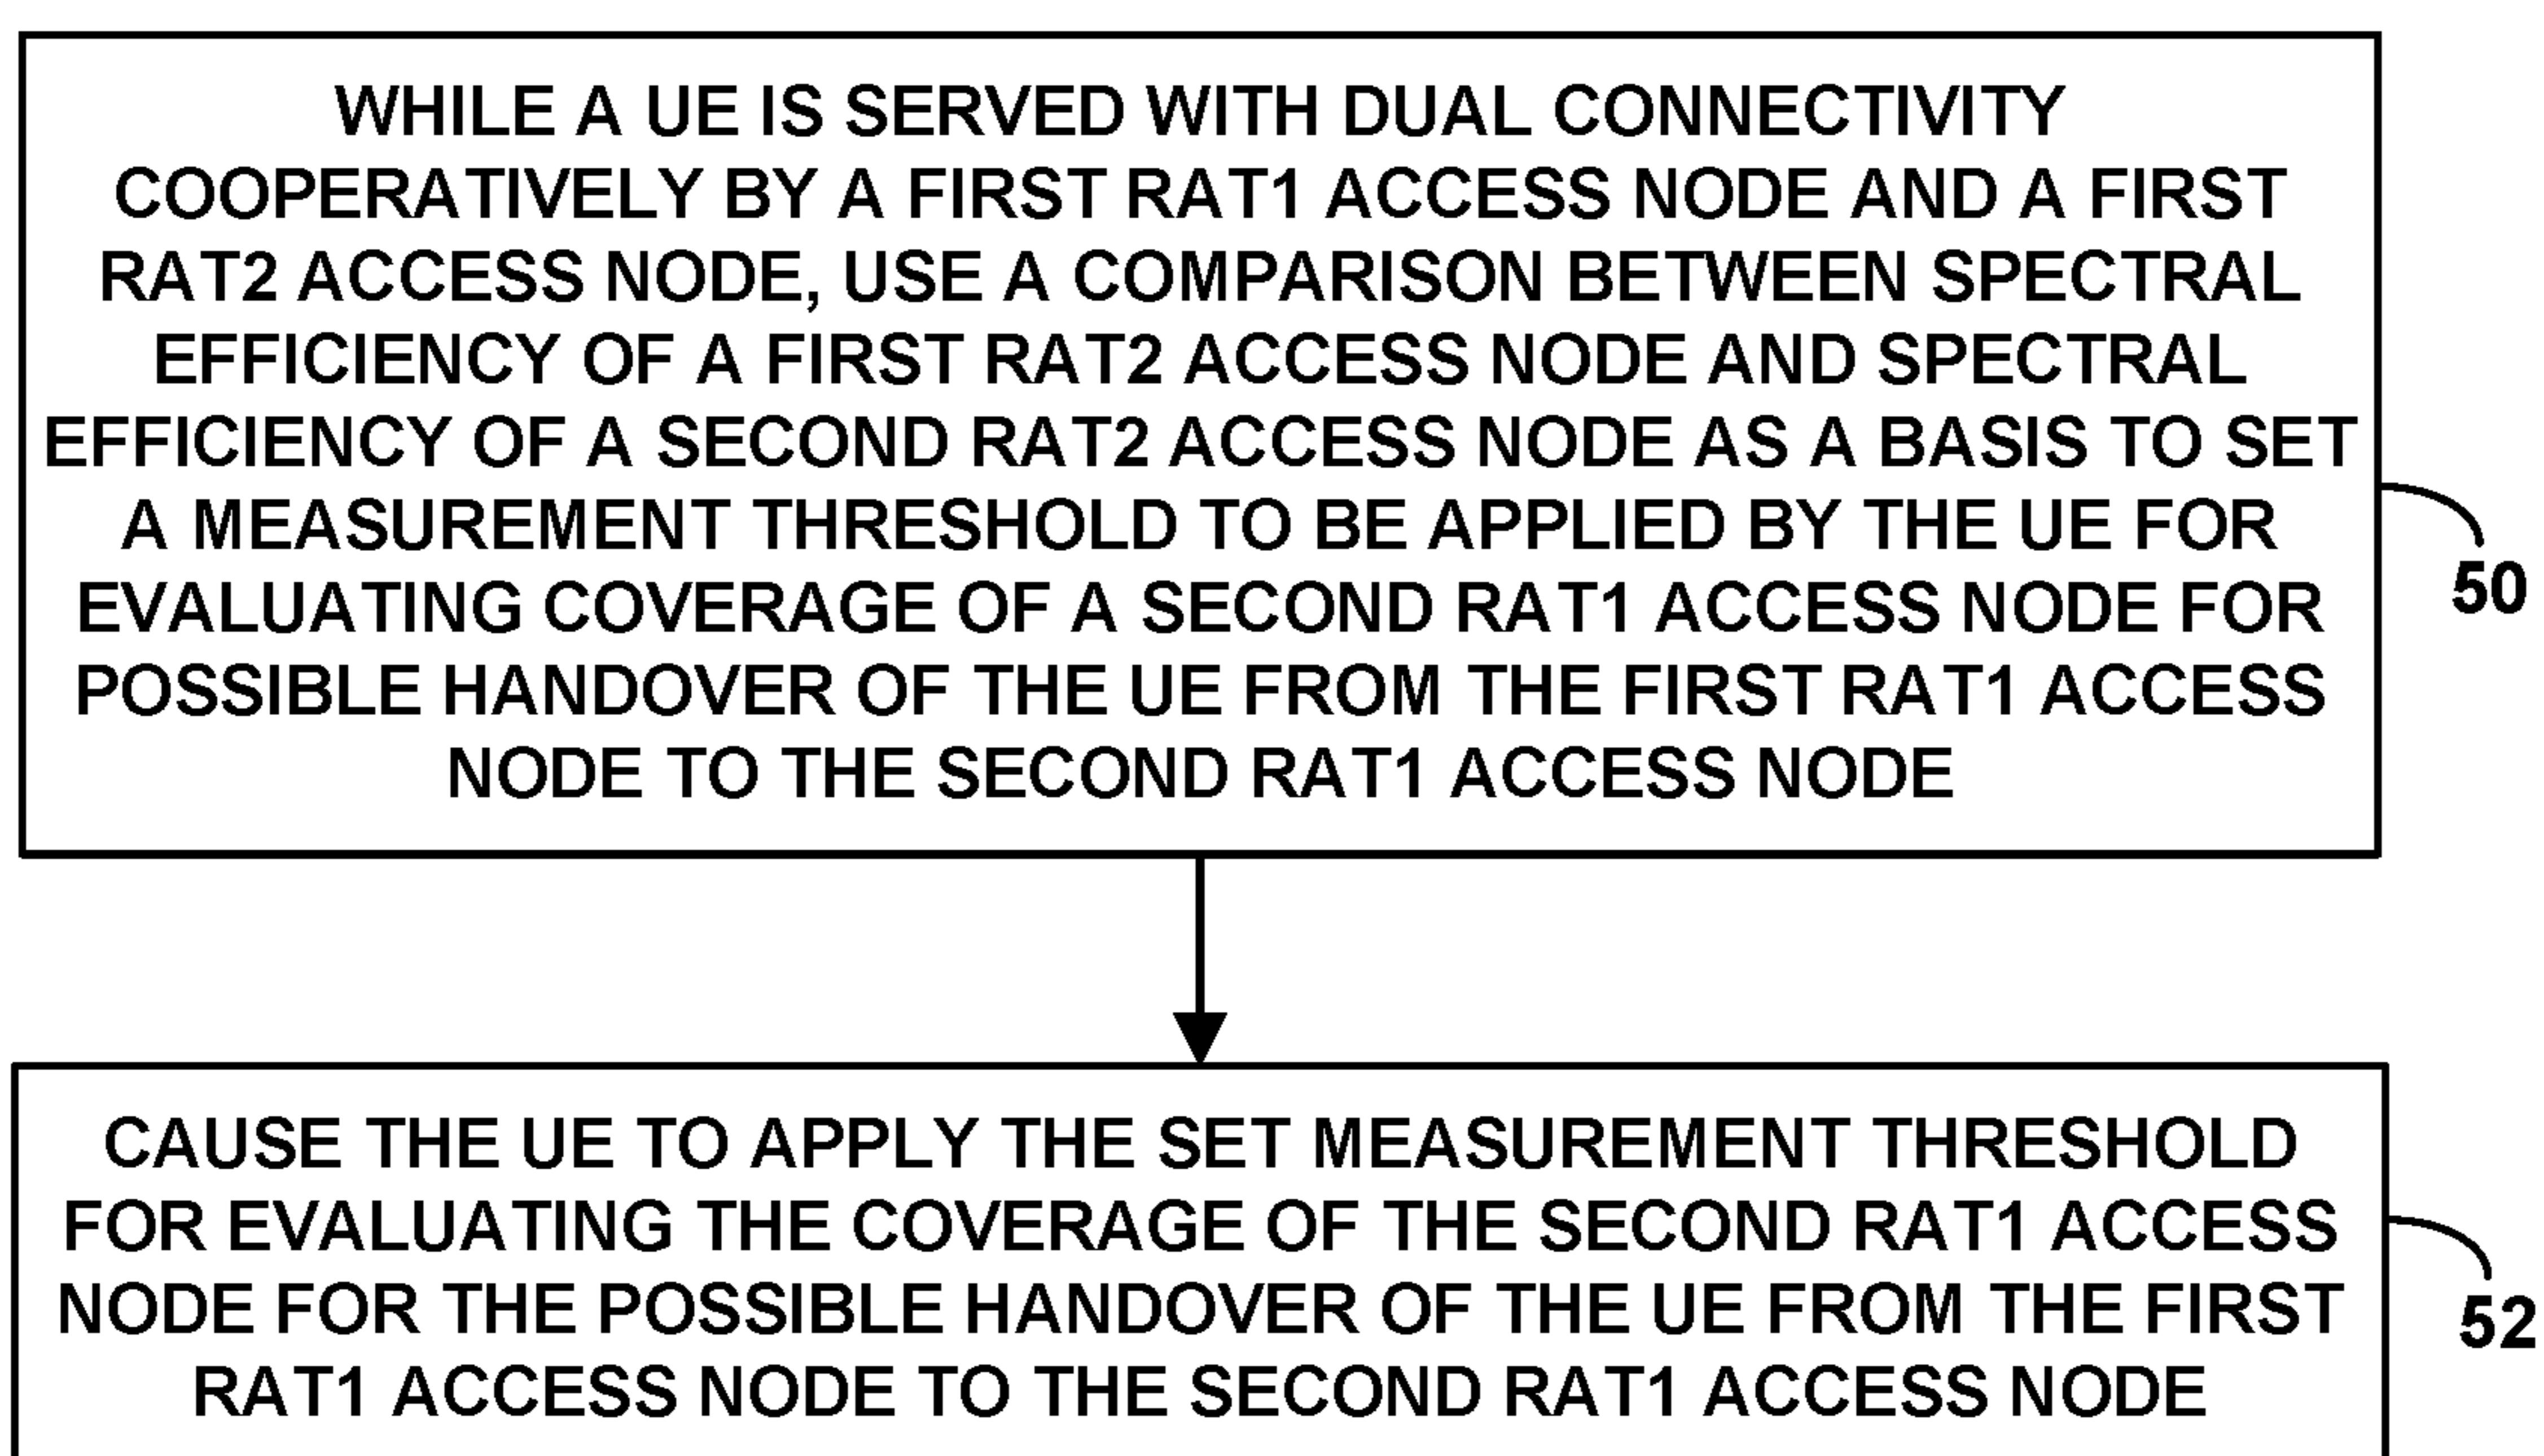 WHILE A UE IS SERVED WITH DUAL CONNECTIVITY
COOPERATIVELY BY A FIRST RAT1 ACCESS NODE AND A FIRST
RAT2 ACCESS NODE, USE A COMPARISON BETWEEN SPECTRAL
EFFICIENCY OF A FIRST RAT2 ACCESS NODE AND SPECTRAL
EFFICIENCY OF A SECOND RAT2 ACCESS NODE AS A BASIS TO SET
A MEASUREMENT THRESHOLD TO BE APPLIED BY THE UE FOR
EVALUATING COVERAGE OF A SECOND RAT1 ACCESS NODE FOR
POSSIBLE HANDOVER OF THE UE FROM THE FIRST RAT1 ACCESS
NODE TO THE SECOND RAT1 ACCESS NODE
50
CAUSE THE UE TO APPLY THE SET MEASUREMENT THRESHOLD
FOR EVALUATING THE COVERAGE OF THE SECOND RAT1 ACCESS
NODE FOR THE POSSIBLE HANDOVER OF THE UE FROM THE FIRST
RAT1 ACCESS NODE TO THE SECOND RAT1 ACCESS NODE
52